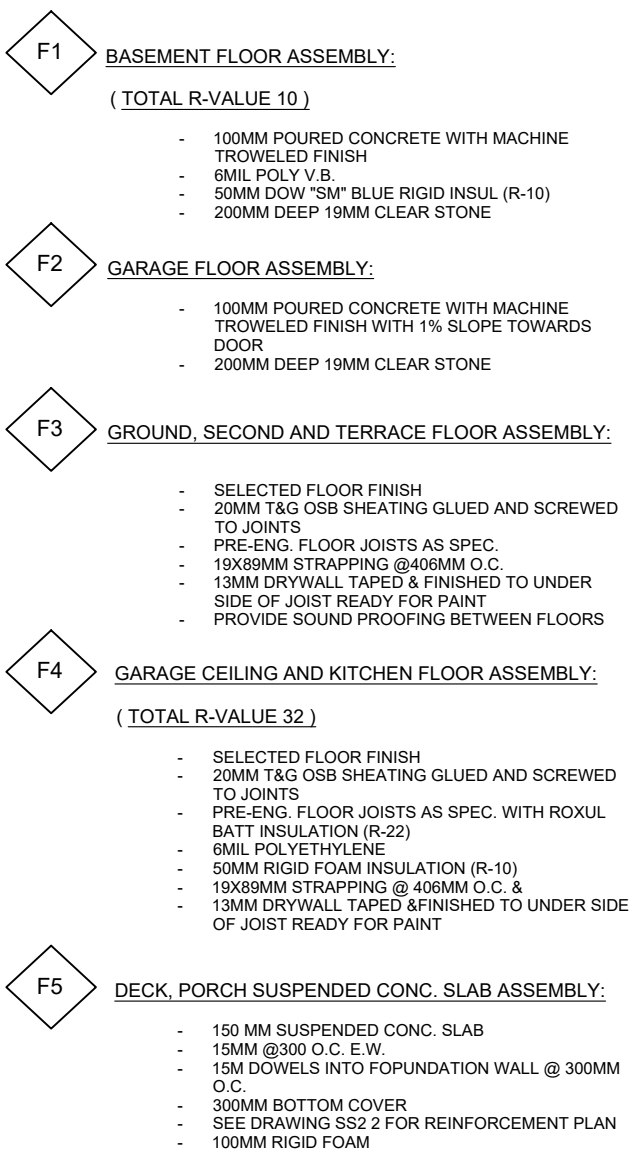 F1
BASEMENT FLOOR ASSEMBLY:
( TOTAL R-VALUE 10 )
- 100MM POURED CONCRETE WITH MACHINE
TROWELED FINISH
- 6MIL POLY V.B.
- 50MM DOW "SM" BLUE RIGID INSUL (R-10)
- 200MM DEEP 19MM CLEAR STONE
F2
GARAGE FLOOR ASSEMBLY:
- 100MM POURED CONCRETE WITH MACHINE
TROWELED FINISH WITH 1% SLOPE TOWARDS
DOOR
- 200MM DEEP 19MM CLEAR STONE
F3
GROUND, SECOND AND TERRACE FLOOR ASSEMBLY:
- SELECTED FLOOR FINISH
- 20MM T&G OSB SHEATING GLUED AND SCREWED
TO JOINTS
- PRE-ENG. FLOOR JOISTS AS SPEC.
- 19X89MM STRAPPING @406MM O.C.
- 13MM DRYWALL TAPED & FINISHED TO UNDER
SIDE OF JOIST READY FOR PAINT
- PROVIDE SOUND PROOFING BETWEEN FLOORS
F4
GARAGE CEILING AND KITCHEN FLOOR ASSEMBLY:
( TOTAL R-VALUE 32 )
- SELECTED FLOOR FINISH
- 20MM T&G OSB SHEATING GLUED AND SCREWED
TO JOINTS
- PRE-ENG. FLOOR JOISTS AS SPEC. WITH ROXUL
BATT INSULATION (R-22)
- 6MIL POLYETHYLENE
- 50MM RIGID FOAM INSULATION (R-10)
- 19X89MM STRAPPING @ 406MM O.C. &
- 13MM DRYWALL TAPED &FINISHED TO UNDER SIDE
OF JOIST READY FOR PAINT
F5
DECK, PORCH SUSPENDED CONC. SLAB ASSEMBLY:
- 150 MM SUSPENDED CONC. SLAB
- 15MM @300 O.C. E.W.
- 15M DOWELS INTO FOPUNDATION WALL @ 300MM
O.C.
- 300MM BOTTOM COVER
- SEE DRAWING SS2 2 FOR REINFORCEMENT PLAN
- 100MM RIGID FOAM